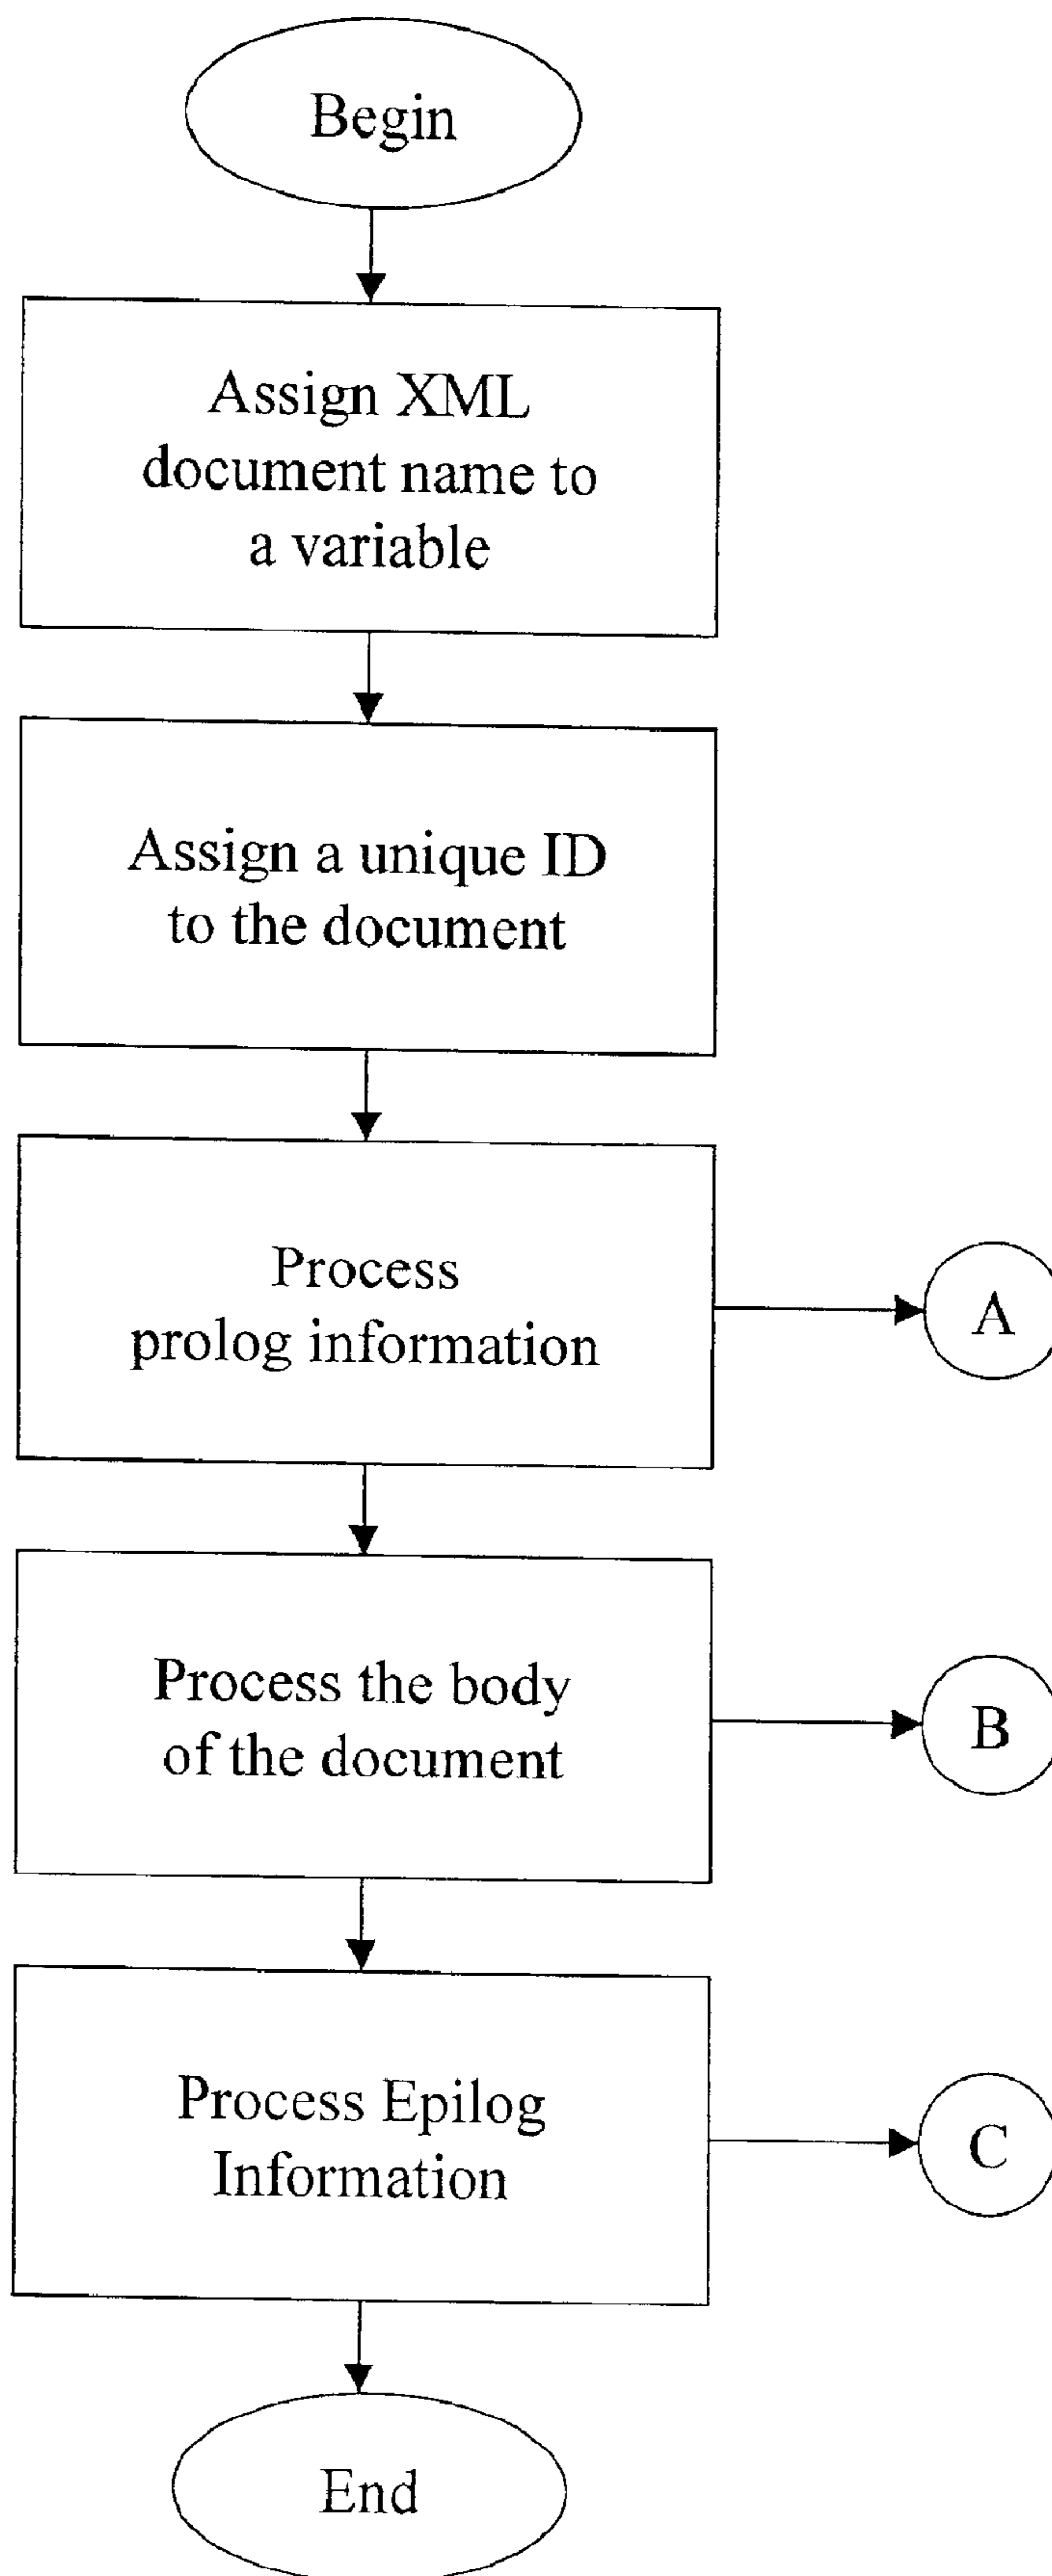 Begin
Assign XML
document name to
a variable
Assign a unique ID
to the document
Process
prolog information
A
Process the body
of the document
B
Process Epilog
Information
C
End